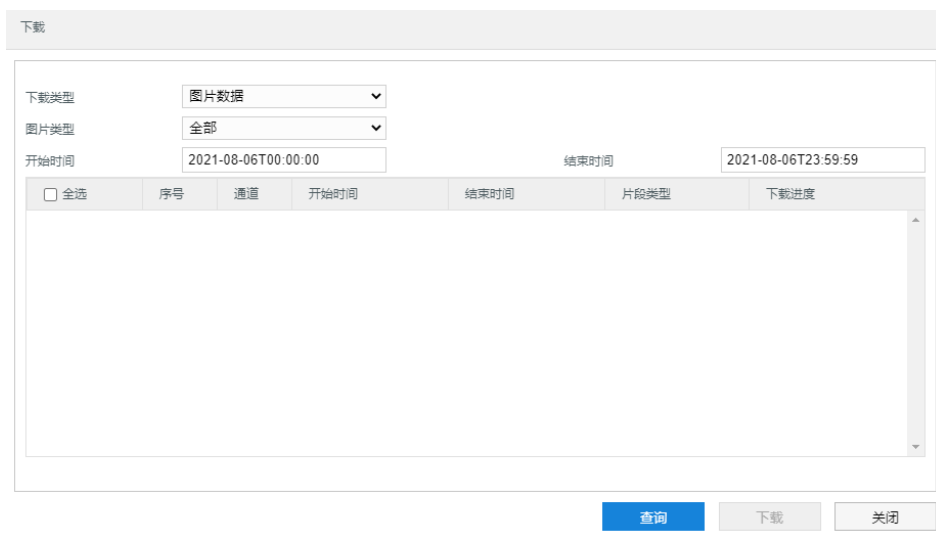 下载
下载类型 图片数据
图片类型 全部
开始时间 2021-08-06T00:00:00 结束时间 2021-08-06T23:59:59
全选 序号 通道 开始时间 结束时间 片段类型 下载进度
查询 下载 关闭